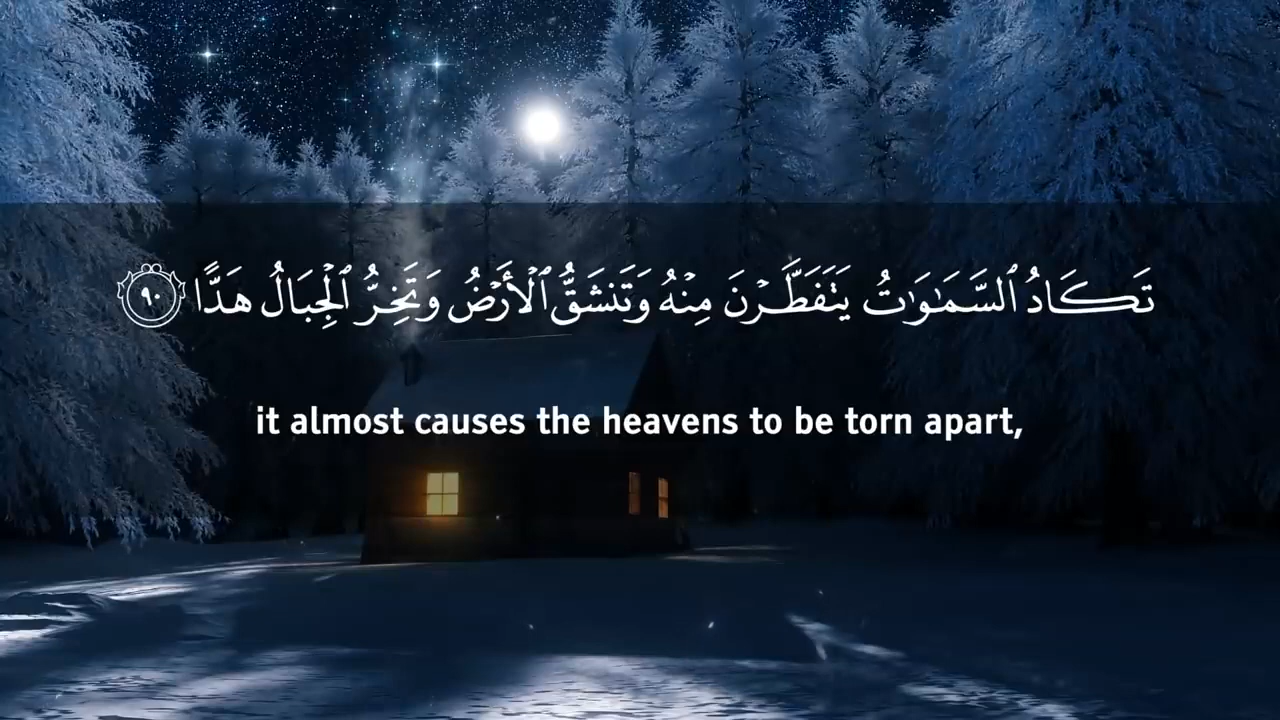 تَكَادُ ٱلسَّمَـٰوَٰتُ يَتَفَطَّرْنَ مِنْهُ وَتَنشَقُّ ٱلْأَرْضُ وَتَخِرُّ ٱلْجِبَالُ هَدًّا ٩٠
it almost causes the heavens to be torn apart,